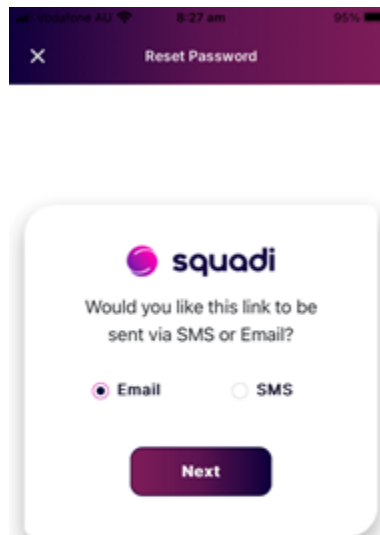 Vodafone AU 8:27 am 95%
Reset Password
squadi
Would you like this link to be
sent via SMS or Email?
Email SMS
Next